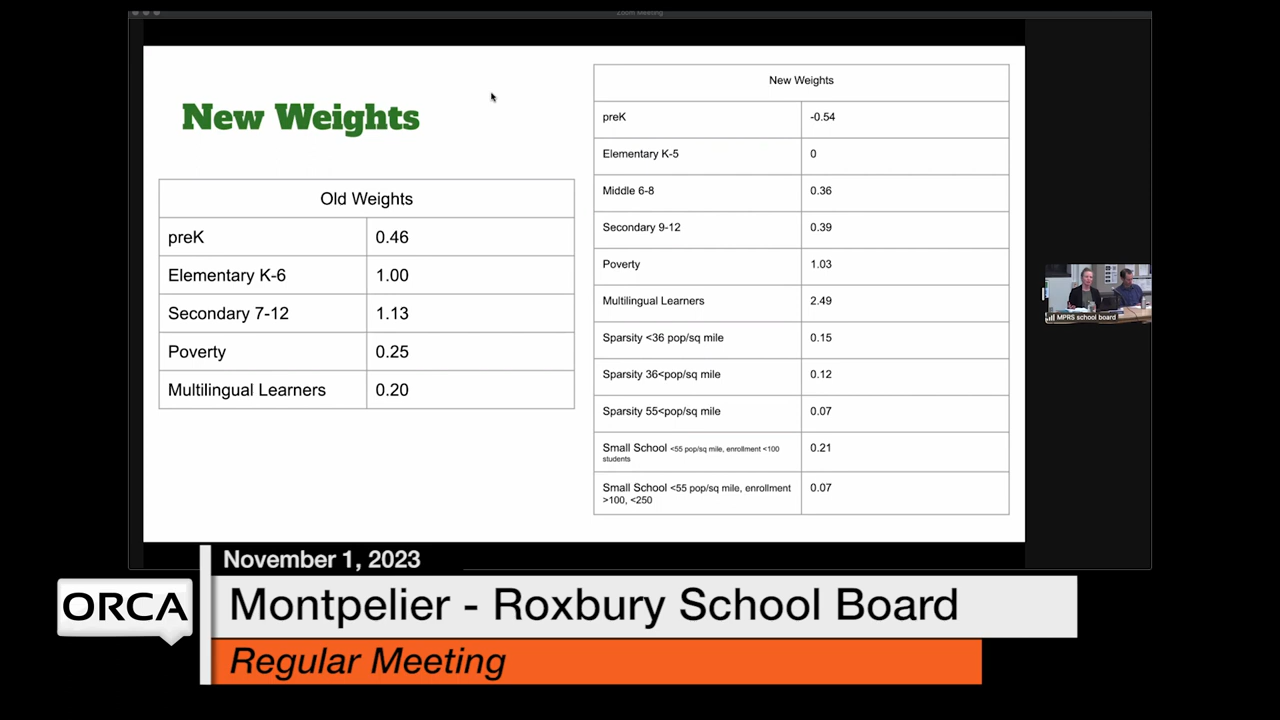 Zoom Meeting
New Weights
Old Weights
preK 0.46
Elementary K-6 1.00
Secondary 7-12 1.13
Poverty 0.25
Multilingual Learners 0.20
New Weights
preK -0.54
Elementary K-5 0
Middle 6-8 0.36
Secondary 9-12 0.39
Poverty 1.03
Multilingual Learners 2.49
Sparsity <36 pop/sq mile 0.15
Sparsity 36<pop/sq mile 0.12
Sparsity 55<pop/sq mile 0.07
Small School <55 pop/sq mile, enrollment <100 0.21
students
Small School <55 pop/sq mile, enrollment 0.07
>100, <250
MPRS school board
November 1, 2023
ORCA
Montpelier - Roxbury School Board
Regular Meeting